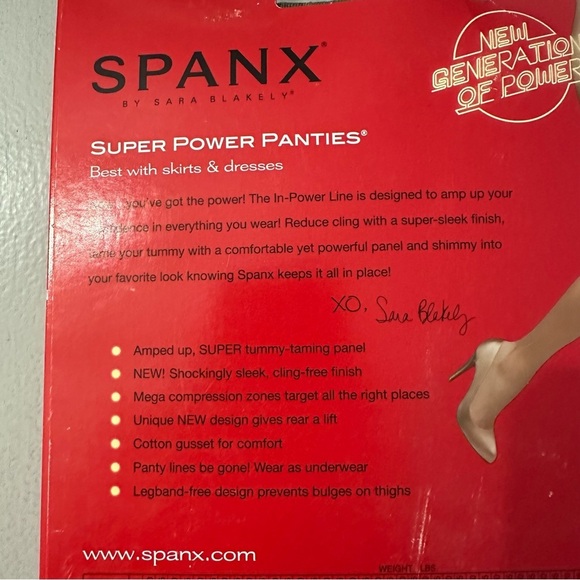 SPANX®
BY SARA BLAKELY®
NEW
GENERATION
OF POWER
SUPER POWER PANTIES®
Best with skirts & dresses
you've got the power! The In-Power Line is designed to amp up your
in everything you wear! Reduce cling with a super-sleek finish,
tame your tummy with a comfortable yet powerful panel and shimmy into
your favorite look knowing Spanx keeps it all in place!
XO, Sara Blakely
Amped up, SUPER tummy-taming panel
NEW! Shockingly sleek, cling-free finish
Mega compression zones target all the right places
Unique NEW design gives rear a lift
Cotton gusset for comfort
Panty lines be gone! Wear as underwear
Legband-free design prevents bulges on thighs
www.spanx.com
WEIGHT LBS